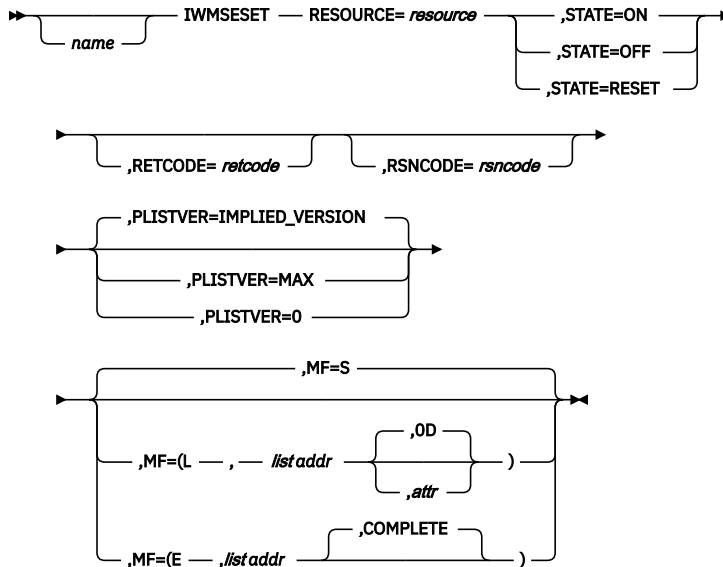 IWMSESET RESOURCE= resource ,STATE=ON
name ,STATE=OFF
,STATE=RESET
,RETCODE= retcode ,RSNCODE= rsncode
,PLISTVER=IMPLIED_VERSION
,PLISTVER=MAX
,PLISTVER=0
,MF=S
,0D
,MF=(L , list addr )
,attr
,COMPLETE
,MF=(E ,list addr )